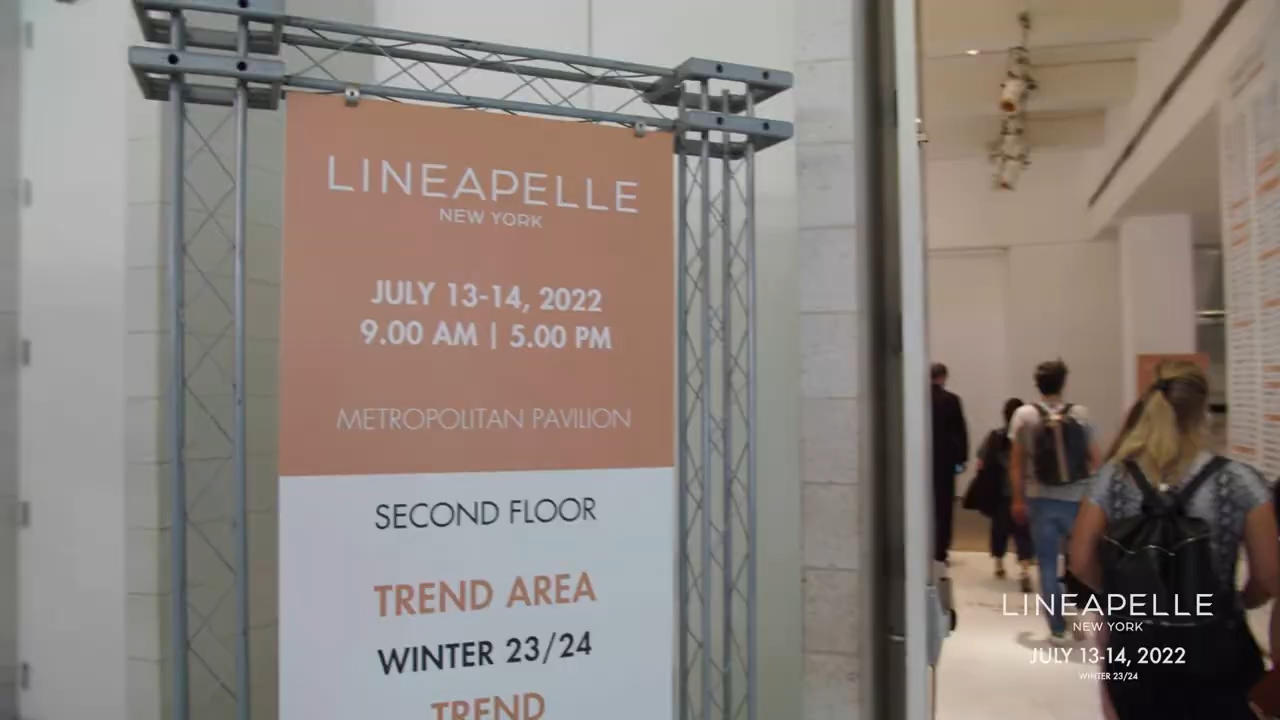 LINEAPELLE
NEW YORK
JULY 13-14, 2022
9.00 AM | 5.00 PM
METROPOLITAN PAVILION
SECOND FLOOR
TREND AREA
WINTER 23/24
TREND
LINEAPELLE
NEW YORK
JULY 13-14, 2022
WINTER 23/24